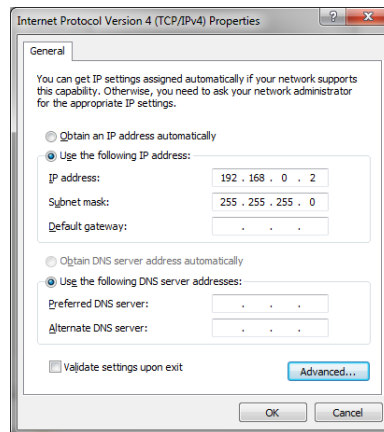 Internet Protocol Version 4 (TCP/IPv4) Properties
General
You can get IP settings assigned automatically if your network supports
this capability. Otherwise, you need to ask your network administrator
for the appropriate IP settings.
Obtain an IP address automatically
Use the following IP address:
IP address: 192 . 168 . 0 . 2
Subnet mask: 255 . 255 . 255 . 0
Default gateway: . . .
Obtain DNS server address automatically
Use the following DNS server addresses:
Preferred DNS server: . . .
Alternate DNS server: . . .
Validate settings upon exit
Advanced...
OK Cancel